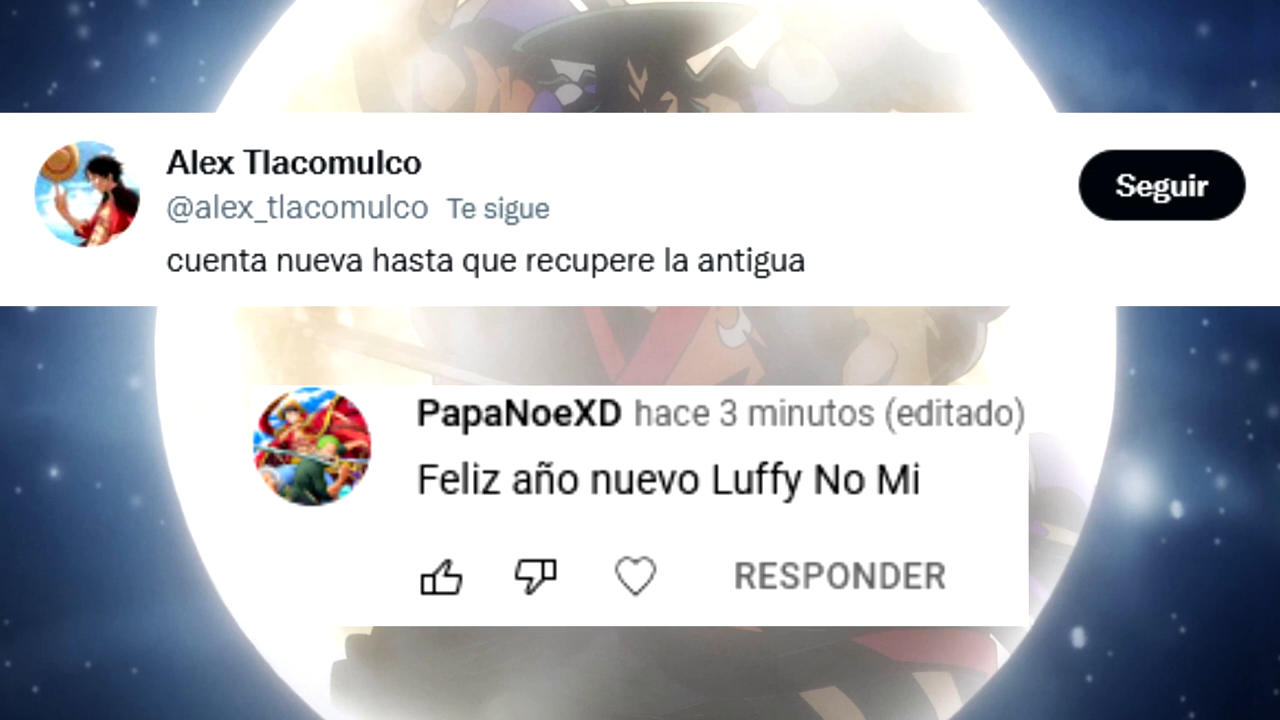 Alex Tlacomulco
Seguir
@alex_tlacomulco Te sigue
cuenta nueva hasta que recupere la antigua
PapaNoeXD hace 3 minutos (editado)
Feliz año nuevo Luffy No Mi
RESPONDER